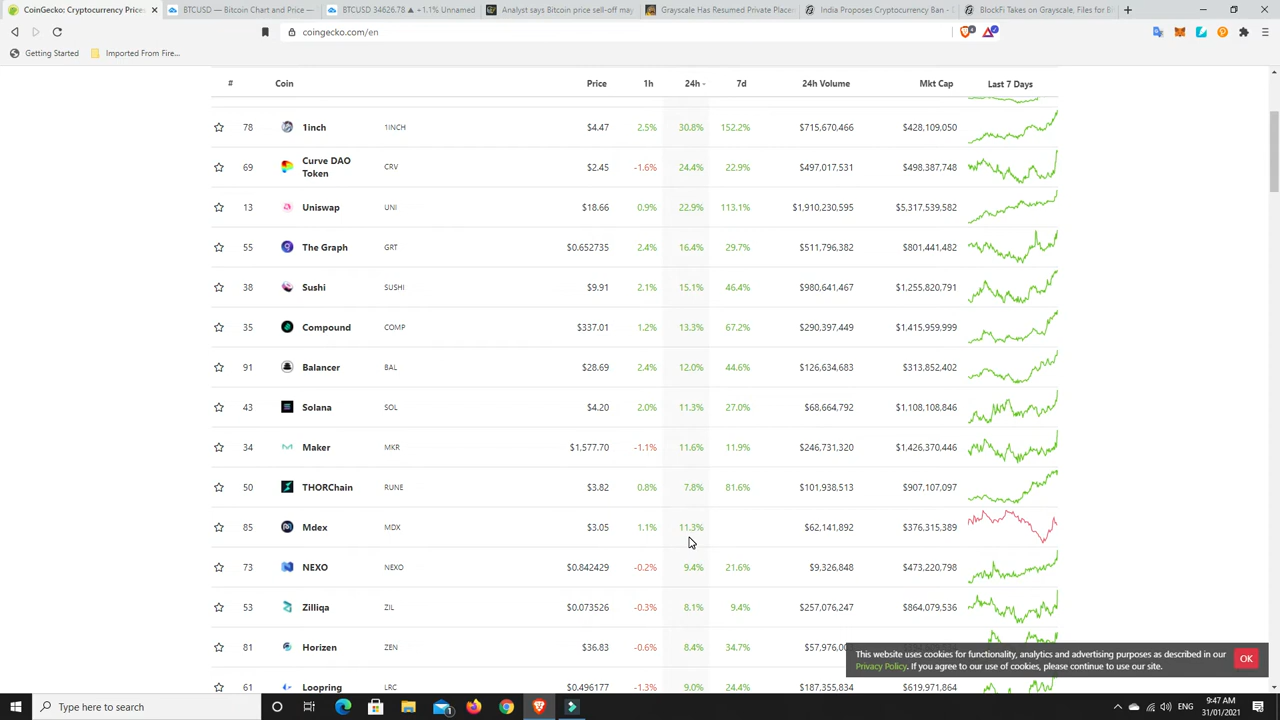 CoinGecko: Cryptocurrency Prices
BTCUSD — Bitcoin Chart and Price —
BTCUSD 34626.78 ▲ +1.1% Unnamed
Analyst says Bitcoin price sell-off may
Grayscale Has Resumed Private Placem
India Proposes Cryptocurrency Ban - I
BlockFi Takes on Grayscale, Files for Bi
coingecko.com/en
Getting Started
Imported From Fire...
# Coin Price 1h 24h 7d 24h Volume Mkt Cap Last 7 Days
78 1inch 1INCH $4.47 2.5% 30.8% 152.2% $715,670,466 $428,109,050
69 Curve DAO Token CRV $2.45 -1.6% 24.4% 22.9% $497,017,531 $498,387,748
13 Uniswap UNI $18.66 0.9% 22.9% 113.1% $1,910,230,595 $5,317,539,582
55 The Graph GRT $0.652735 2.4% 16.4% 29.7% $511,796,382 $801,441,482
38 Sushi SUSHI $9.91 2.1% 15.1% 46.4% $980,641,467 $1,255,820,791
35 Compound COMP $337.01 1.2% 13.3% 67.2% $290,397,449 $1,415,959,999
91 Balancer BAL $28.69 2.4% 12.0% 44.6% $126,634,683 $313,852,402
43 Solana SOL $4.20 2.0% 11.3% 27.0% $68,664,792 $1,108,108,846
34 Maker MKR $1,577.70 -1.1% 11.6% 11.9% $246,731,320 $1,426,370,446
50 THORChain RUNE $3.82 0.8% 7.8% 81.6% $101,938,513 $907,107,097
85 Mdex MDX $3.05 1.1% 11.3% $62,141,892 $376,315,389
73 NEXO NEXO $0.842429 -0.2% 9.4% 21.6% $9,326,848 $473,220,798
53 Zilliqa ZIL $0.073526 -0.3% 8.1% 9.4% $257,076,247 $864,079,536
81 Horizen ZEN $36.83 -0.6% 8.4% 34.7% $57,976,00
61 Loopring LRC $0.496177 -1.3% 9.0% 24.4% $187,355,834 $619,971,864
This website uses cookies for functionality, analytics and advertising purposes as described in our
Privacy Policy. If you agree to our use of cookies, please continue to use our site.
OK
Type here to search
9:47 AM
31/01/2021